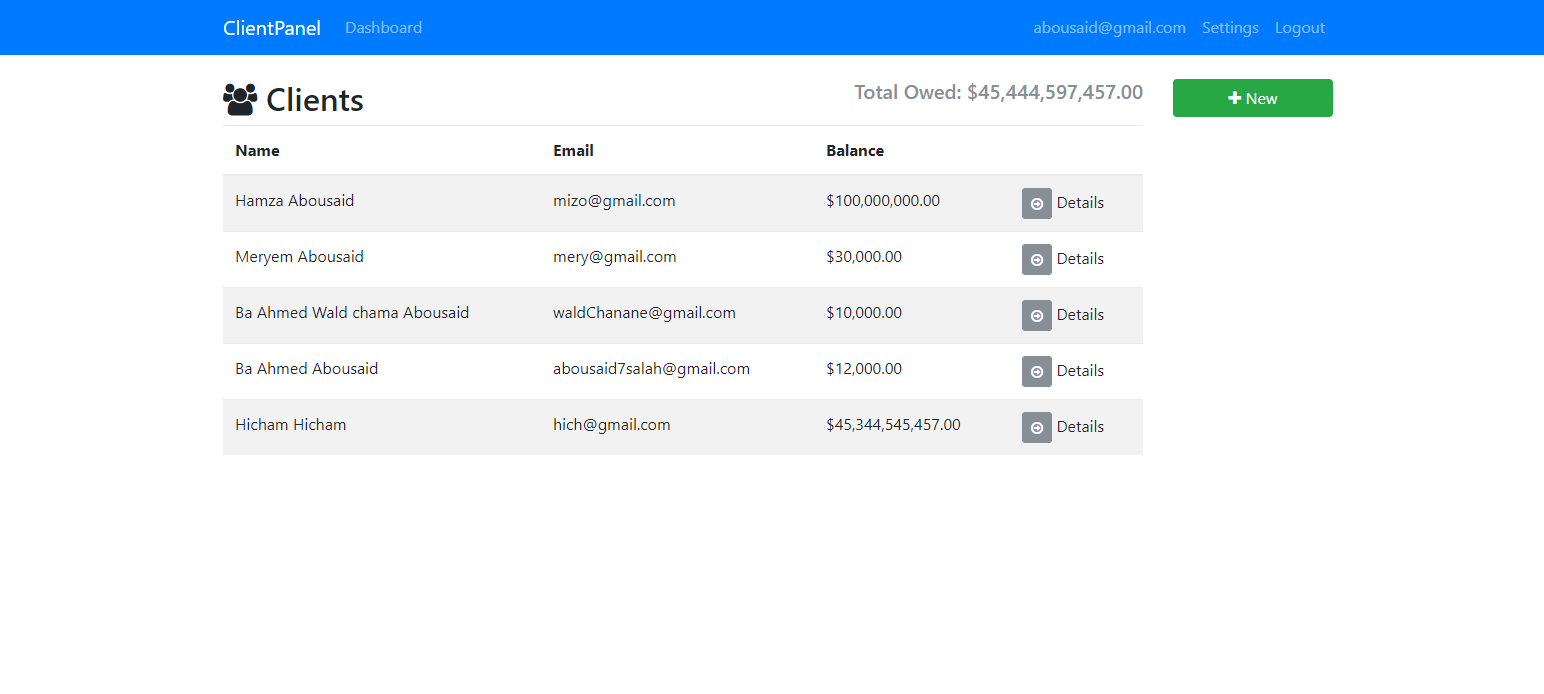 ClientPanel Dashboard abousaid@gmail.com Settings Logout
Clients Total Owed: $45,444,597,457.00 New
Name Email Balance
Hamza Abousaid mizo@gmail.com $100,000,000.00 Details
Meryem Abousaid mery@gmail.com $30,000.00 Details
Ba Ahmed Wald chama Abousaid waldChanane@gmail.com $10,000.00 Details
Ba Ahmed Abousaid abousaid7salah@gmail.com $12,000.00 Details
Hicham Hicham hich@gmail.com $45,344,545,457.00 Details